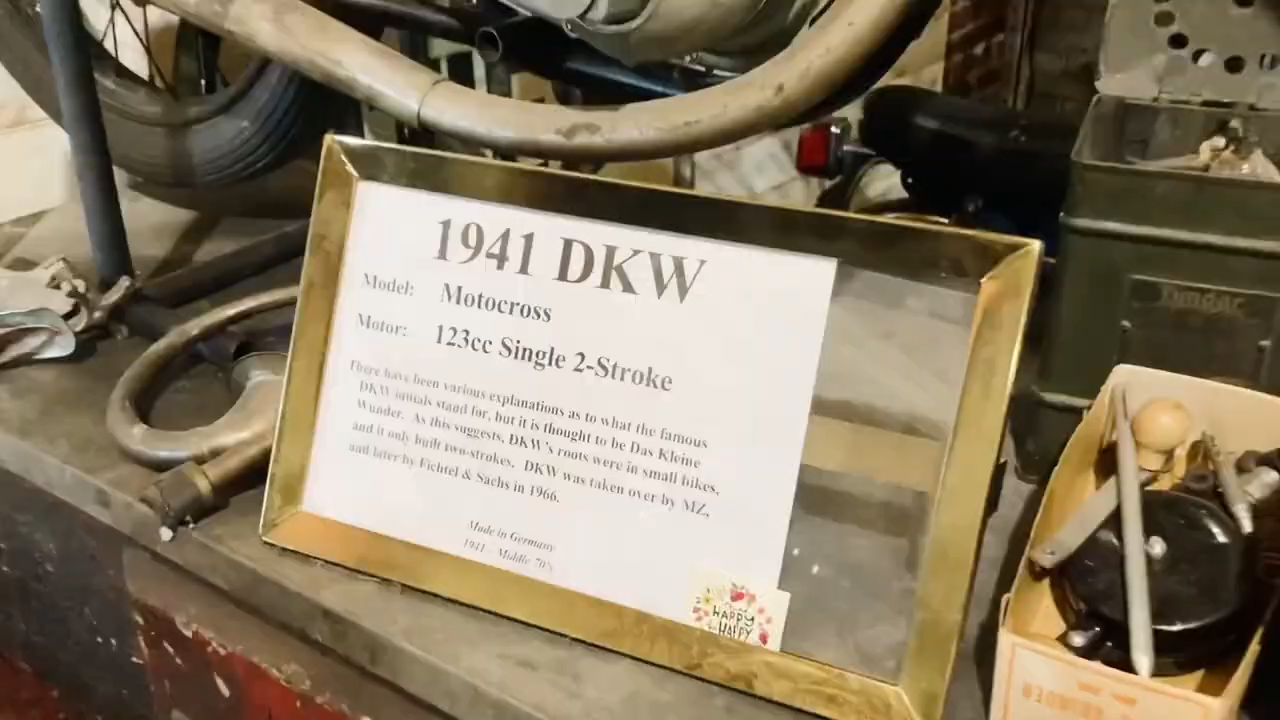 1941 DKW
Model: Motocross
Motor: 123cc Single 2-Stroke
There have been various explanations as to what the famous
DKW initials stand for, but it is thought to be Das Kleine
Wunder. As this suggests, DKW's roots were in small bikes,
and it only built two-strokes. DKW was taken over by MZ,
and later by Fichtel & Sachs in 1966.
Made in Germany
1941 - Middle 70's
HAPPY
HAPPY